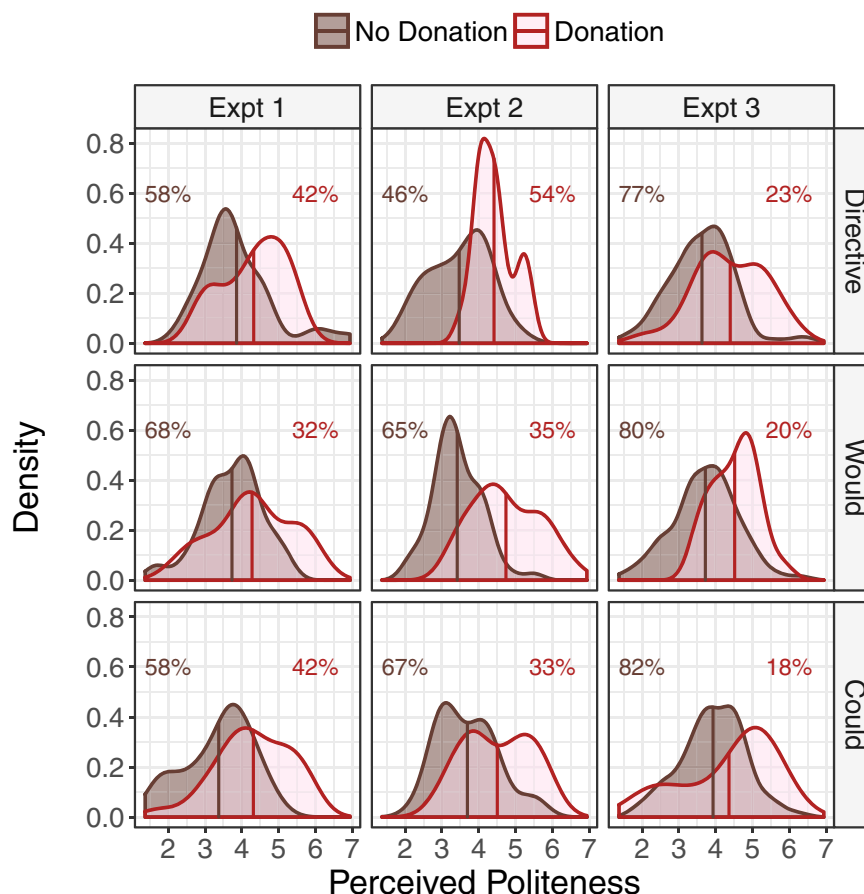 No Donation Donation
Expt 1 Expt 2 Expt 3
0.8
0.6
0.4
0.2
0.0
58% 42% 46% 54% 77% 23%
Directive
0.8
0.6
0.4
0.2
0.0
68% 32% 65% 35% 80% 20%
Would
0.8
0.6
0.4
0.2
0.0
58% 42% 67% 33% 82% 18%
Could
Density
2 3 4 5 6 7 2 3 4 5 6 7 2 3 4 5 6 7
Perceived Politeness